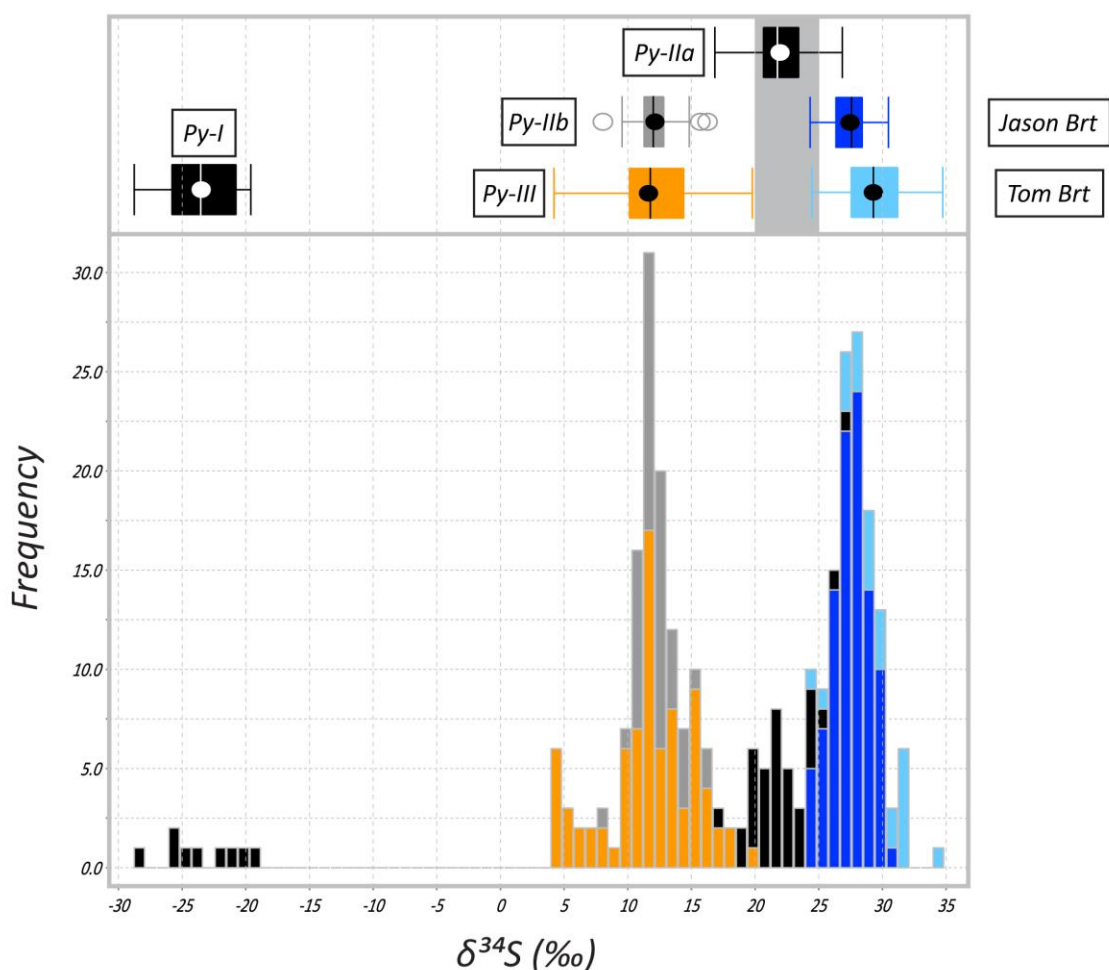 Py-IIa
Py-IIb
Jason Brt
Py-I
Py-III
Tom Brt
30.0
25.0
20.0
15.0
10.0
5.0
0.0
Frequency
-30 -25 -20 -15 -10 -5 0 5 10 15 20 25 30 35
δ³⁴S (‰)